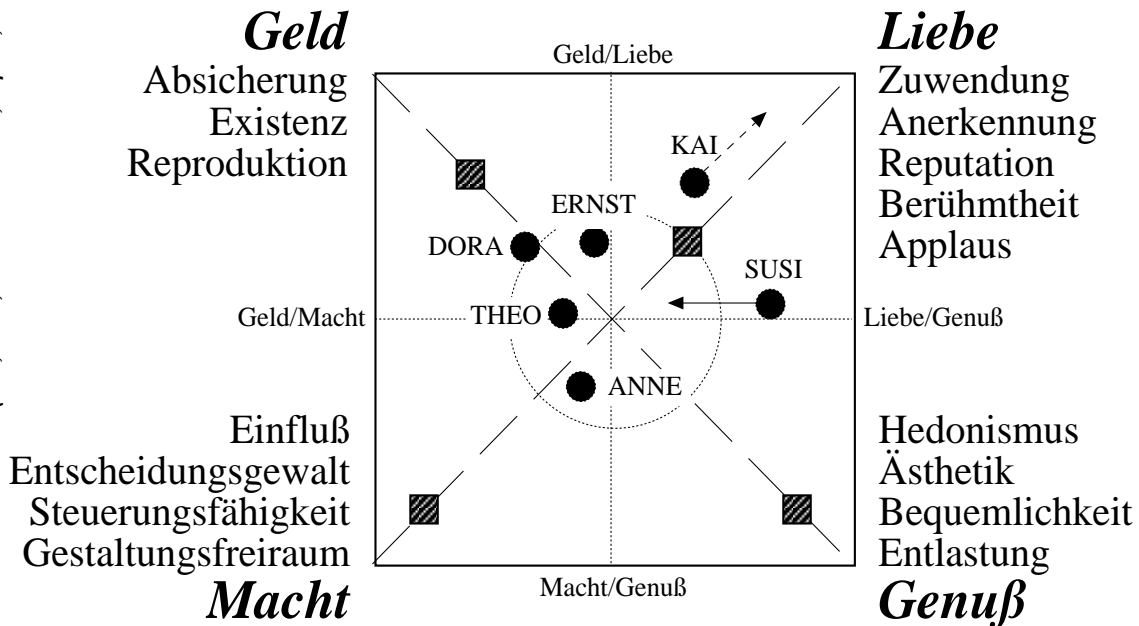 Geld
Absicherung
Existenz
Reproduktion
Geld/Liebe
Liebe
Zuwendung
Anerkennung
Reputation
Berühmtheit
Applaus
KAI
ERNST
DORA
SUSI
Geld/Macht
THEO
Liebe/Genuß
ANNE
Einfluß
Entscheidungsgewalt
Steuerungsfähigkeit
Gestaltungsfreiraum
Macht
Macht/Genuß
Hedonismus
Ästhetik
Bequemlichkeit
Entlastung
Genuß